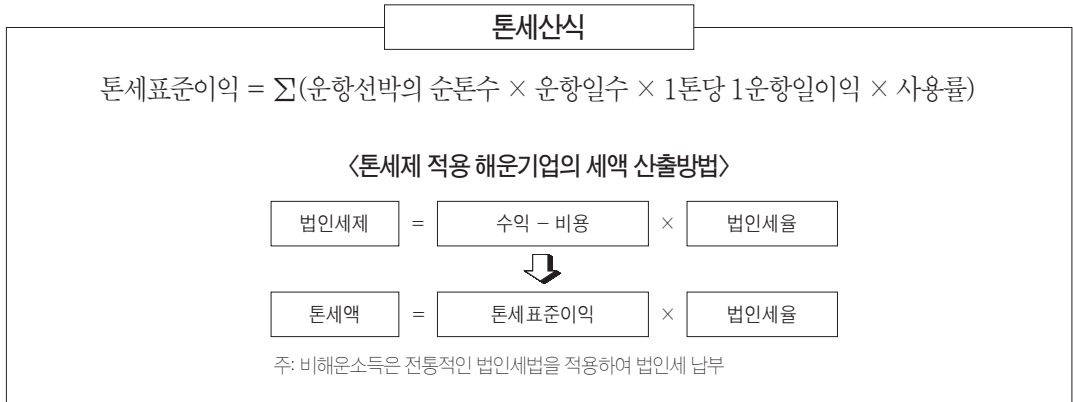 톤세산식
톤세표준이익 = ∑(운항선박의 순톤수 × 운항일수 × 1톤당 1운항일이익 × 사용률)
〈톤세제 적용 해운기업의 세액 산출방법〉
법인세제 = 수익 – 비용 × 법인세율
톤세액 = 톤세표준이익 × 법인세율
주: 비해운소득은 전통적인 법인세법을 적용하여 법인세 납부